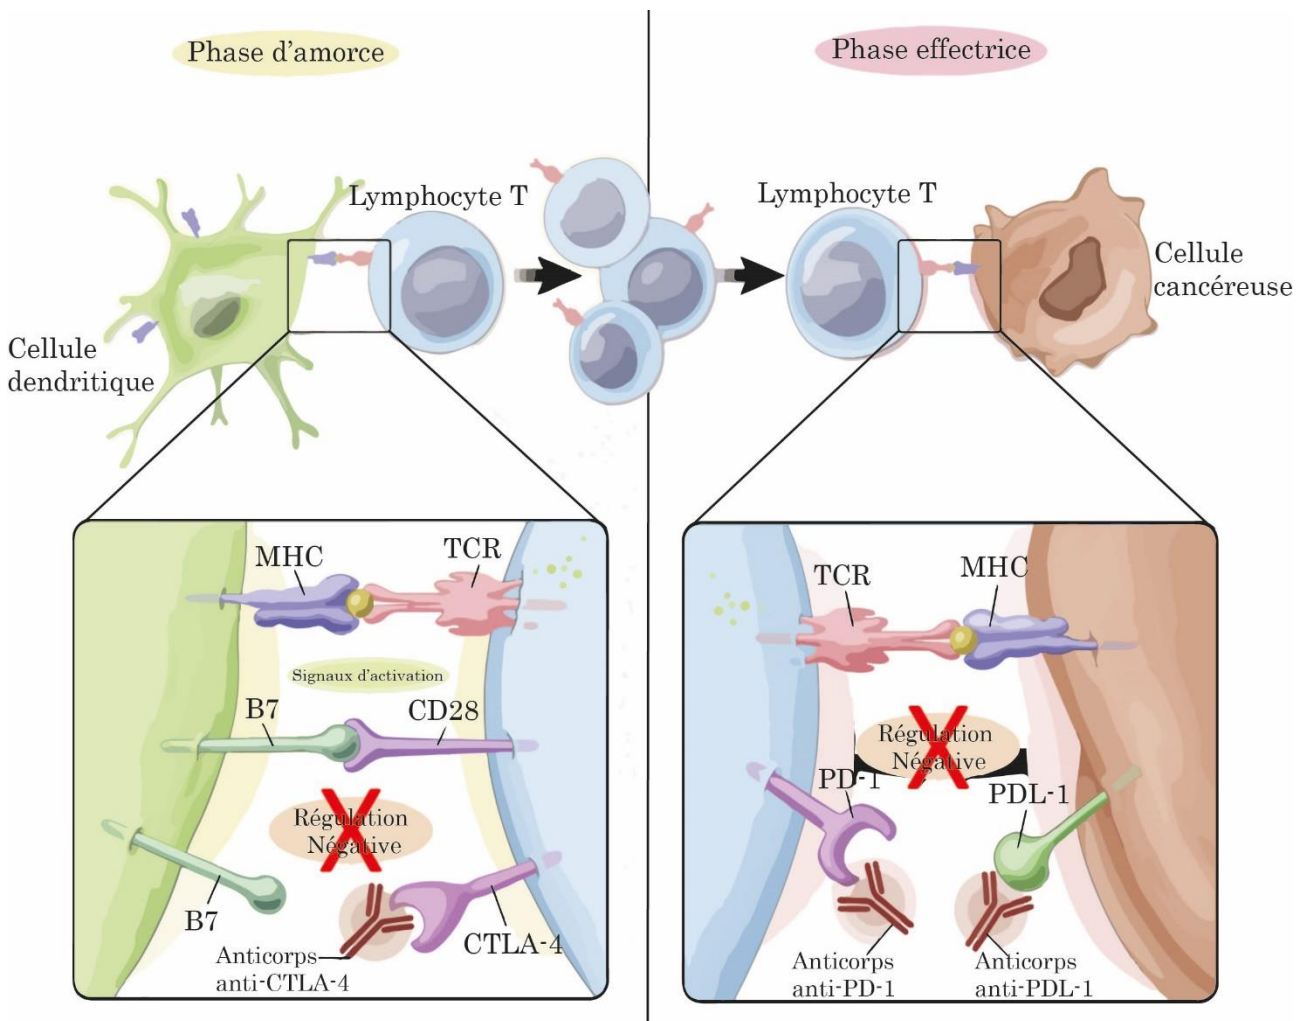 Phase d'amorce
Phase effectrice
Lymphocyte T
Lymphocyte T
Cellule
dendritique
Cellule
cancéreuse
MHC
TCR
Signaux d'activation
B7
CD28
Régulation
Négative
B7
CTLA-4
Anticorps
anti-CTLA-4
TCR
MHC
Régulation
Négative
PD-1
PDL-1
Anticorps
anti-PD-1
Anticorps
anti-PDL-1